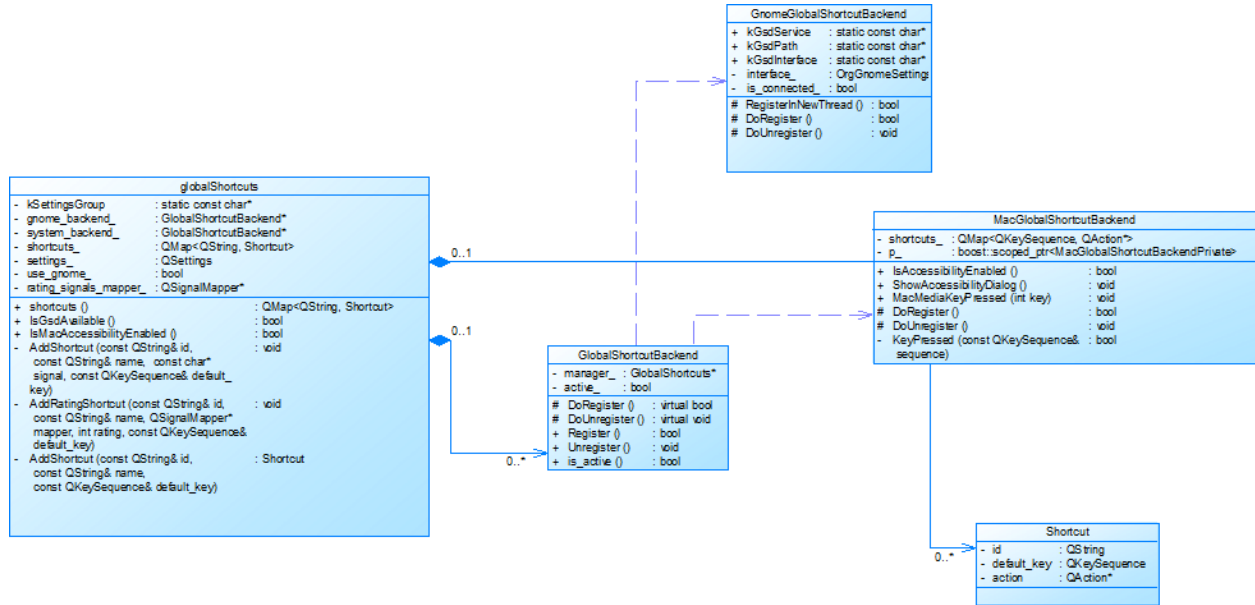 GnomeGlobalShortcutBackend
+ kGsdService : static const char*
+ kGsdPath : static const char*
+ kGsdInterface : static const char*
- interface_ : OrgGnomeSettings
- is_connected_ : bool
# RegisterInNewThread () : bool
# DoRegister () : bool
# DoUnregister () : void
globalShortcuts
- kSettingsGroup : static const char*
- gnome_backend_ : GlobalShortcutBackend*
- system_backend_ : GlobalShortcutBackend*
- shortcuts_ : QMap<QString, Shortcut>
- settings_ : QSettings
- use_gnome_ : bool
- rating_signals_mapper_ : QSignalMapper*
+ shortcuts () : QMap<QString, Shortcut>
+ IsGsdAvailable () : bool
+ IsMacAccessibilityEnabled () : bool
- AddShortcut (const QString& id, : void
const QString& name, const char*
signal, const QKeySequence& default_
key)
- AddRatingShortcut (const QString& id, : void
const QString& name, QSignalMapper*
mapper, int rating, const QKeySequence&
default_key)
- AddShortcut (const QString& id, : Shortcut
const QString& name,
const QKeySequence& default_key)
0..1
0..1
0..*
MacGlobalShortcutBackend
- shortcuts_ : QMap<QKeySequence, QAction*>
- p_ : boost::scoped_ptr<MacGlobalShortcutBackendPrivate>
+ IsAccessibilityEnabled () : bool
+ ShowAccessibilityDialog () : void
+ MacMediaKeyPressed (int key) : void
# DoRegister () : bool
# DoUnregister () : void
- KeyPressed (const QKeySequence& : bool
sequence)
GlobalShortcutBackend
- manager_ : GlobalShortcuts*
- active_ : bool
# DoRegister () : virtual bool
# DoUnregister () : virtual void
+ Register () : bool
+ Unregister () : void
+ is_active () : bool
0..*
Shortcut
- id : QString
- default_key : QKeySequence
- action : QAction*